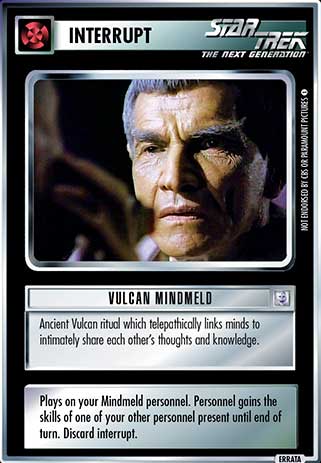 INTERRUPT
STAR TREK
THE NEXT GENERATION
NOT ENDORSED BY CBS OR PARAMOUNT PICTURES
VULCAN MINDMELD
Ancient Vulcan ritual which telepathically links minds to
intimately share each other's thoughts and knowledge.
Plays on your Mindmeld personnel. Personnel gains the
skills of one of your other personnel present until end of
turn. Discard interrupt.
ERRATA